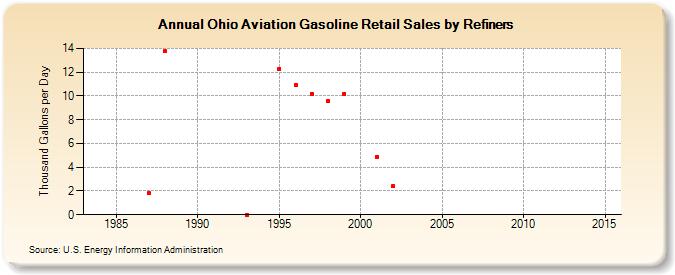 Annual Ohio Aviation Gasoline Retail Sales by Refiners
Thousand Gallons per Day
14
12
10
8
6
4
2
0
1985 1990 1995 2000 2005 2010 2015
Source: U.S. Energy Information Administration